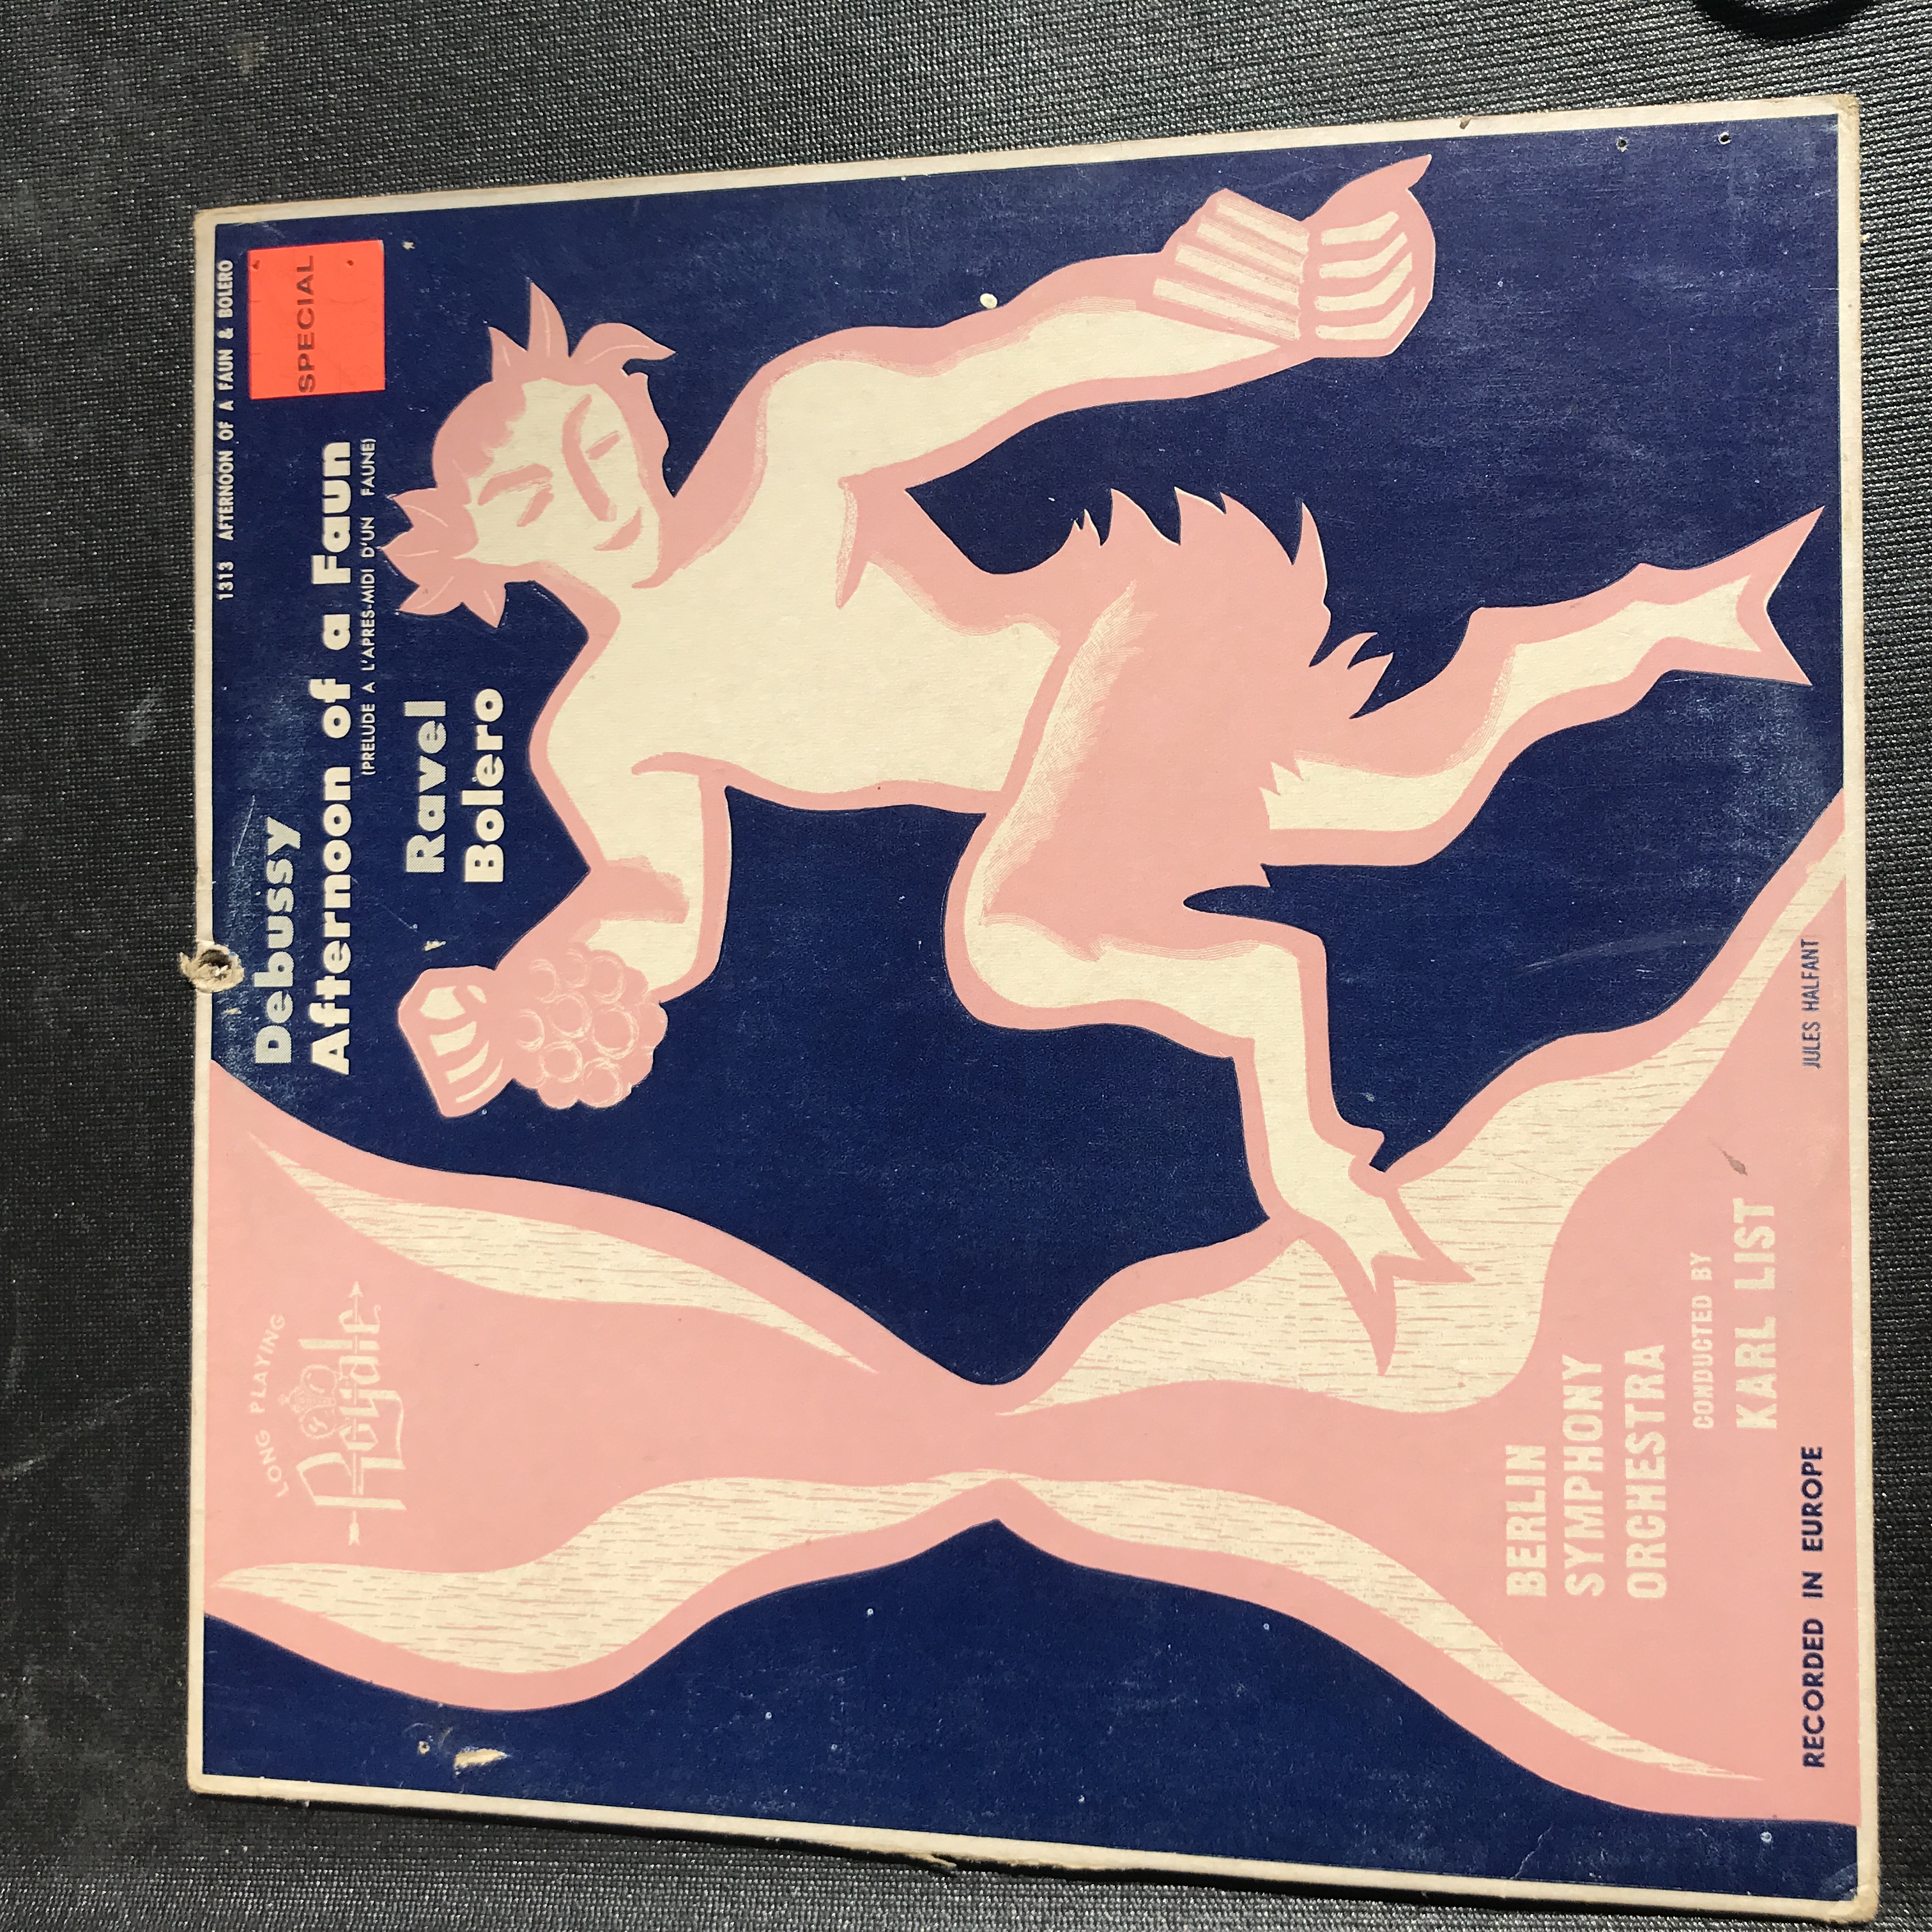 1313 AFTERNOON OF A FAUN & BOLERO
LONG PLAYING
Royale
Debussy
Afternoon of a Faun
(PRELUDE A L'APRES-MIDI D'UN FAUNE)
SPECIAL
Ravel
Bolero
BERLIN
SYMPHONY
ORCHESTRA
CONDUCTED BY
KARL LIST
RECORDED IN EUROPE
JULES HALFANT